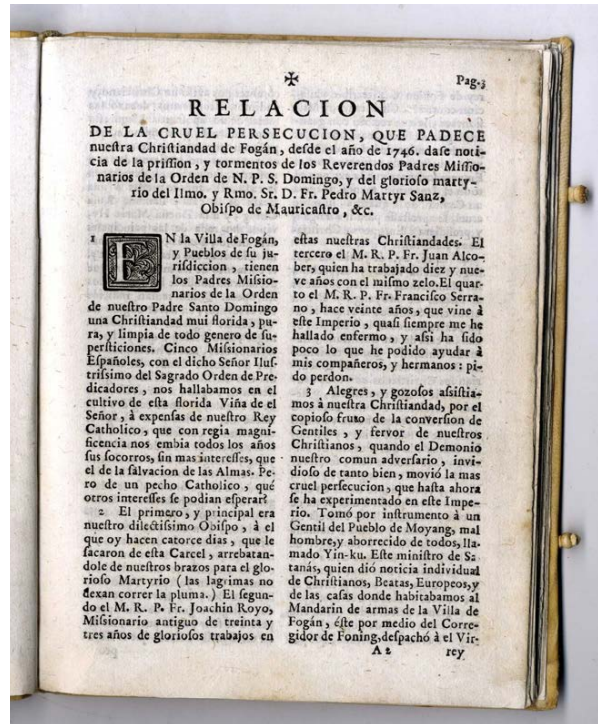 ✠
Pag.3
RELACION
DE LA CRUEL PERSECUCION, QUE PADECE
nueſtra Chriſtiandad de Fogán, deſde el año de 1746. daſe noti-
cia de la priſſion, y tormentos de los Reverendos Padres Miſſio-
narios de la Orden de N. P. S. Domingo, y del glorioſo marty-
rio del Ilmo. y Rmo. Sr. D. Fr. Pedro Martyr Sanz,
Obiſpo de Mauricaſtro, &c.
1 EN la Villa de Fogán,
y Pueblos de ſu ju-
riſdiccion, tienen
los Padres Miſsio-
narios de la Orden
de nueſtro Padre Santo Domingo
una Chriſtiandad mui florida, pu-
ra, y limpia de todo genero de ſu-
perſticiones. Cinco Miſsionarios
Eſpañoles, con el dicho Señor Iluſ-
triſsimo del Sagrado Orden de Pre-
dicadores, nos hallabamos en el
cultivo de eſta florida Viña de el
Señor, à expenſas de nueſtro Rey
Catholico, que con regia magni-
ficencia nos embia todos los años
ſus ſocorros, ſin mas intereſſes, que
el de la ſalvacion de las Almas. Pe-
ro de un pecho Catholico, qué
otros intereſſes ſe podian eſperar?
2 El primero, y principal era
nueſtro dilectiſsimo Obiſpo, à el
que oy hacen catorce dias, que le
ſacaron de eſta Carcel, arrebatan-
dole de nueſtros brazos para el glo-
rioſo Martyrio (las lagrimas no
dexan correr la pluma.) El ſegun-
do el M. R. P. Fr. Joachin Royo,
Miſsionario antiguo de treinta y
tres años de glorioſos trabajos en
eſtas nueſtras Chriſtiandades. El
tercero el M. R. P. Fr. Juan Alco-
ber, quien ha trabajado diez y nue-
ve años con el miſmo zelo. El quar-
to el M. R. P. Fr. Franciſco Serra-
no, hace veinte años, que vine à
eſte Imperio, quaſi ſiempre me he
hallado enfermo, y aſsi ha ſido
poco lo que he podido ayudar à
mis compañeros, y hermanos: pi-
do perdon.
3 Alegres, y gozoſos aſsiſtia-
mos à nueſtra Chriſtiandad, por el
copioſo fruto de la converſion de
Gentiles, y fervor de nueſtros
Chriſtianos, quando el Demonio
nueſtro comun adverſario, invi-
dioſo de tanto bien, movió la mas
cruel perſecucion, que haſta ahora
ſe ha experimentado en eſte Impe-
rio. Tomó por inſtrumento à un
Gentil del Pueblo de Moyang, mal
hombre, y aborrecido de todos, lla-
mado Yin-ku. Eſte miniſtro de Sa-
tanás, quien dió noticia individual
de Chriſtianos, Beatas, Europeos, y
de las caſas donde habitabamos al
Mandarin de armas de la Villa de
Fogán, éſte por medio del Corre-
gidor de Foning, deſpachó à el Vir-
A 2 rey